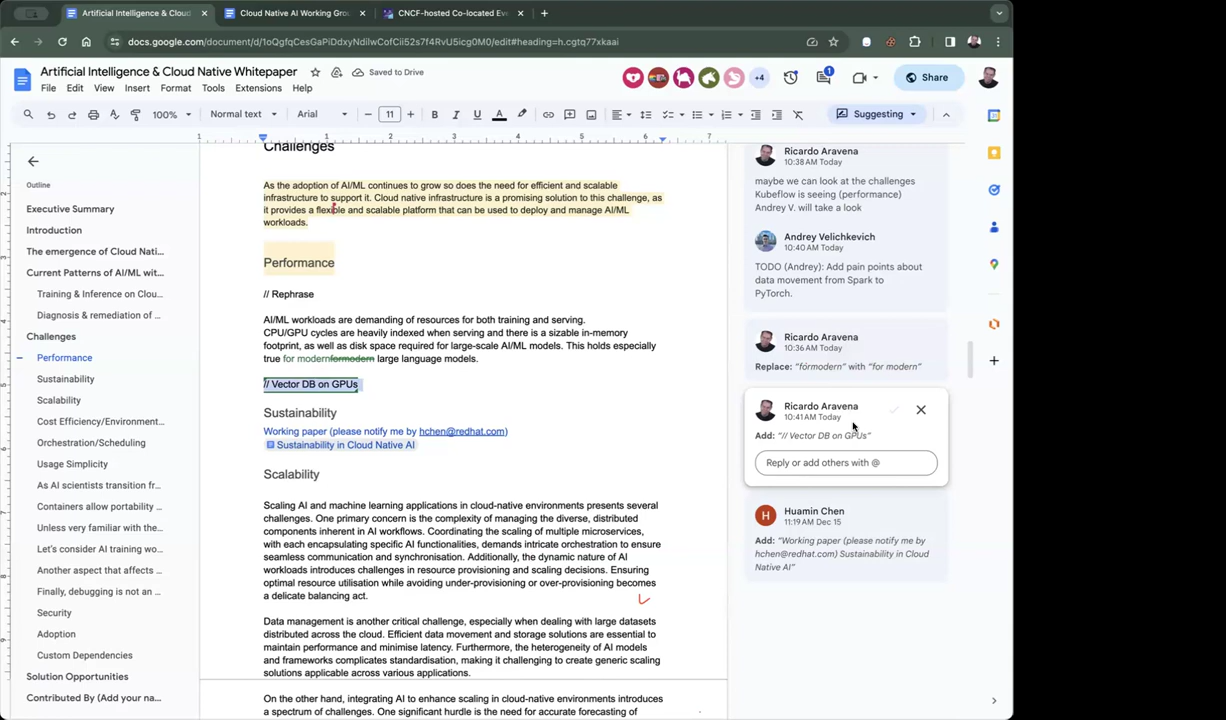 Artificial Intelligence & Cloud
Cloud Native AI Working Gro
CNCF-hosted Co-located Ev
docs.google.com/document/d/1oQgfqCesGaPiDdxyNdilwCofCii52s7f4RvU5icg0M0/edit#heading=h.cgtq77xkaai
Artificial Intelligence & Cloud Native Whitepaper
Saved to Drive
File Edit View Insert Format Tools Extensions Help
+4
1
Share
100%
Normal text
Arial
11
Suggesting
1 1 2 3 4 5 6 7
Outline
Executive Summary
Introduction
The emergence of Cloud Nati...
Current Patterns of AI/ML wit...
Training & Inference on Clou...
Diagnosis & remediation of ...
Challenges
Performance
Sustainability
Scalability
Cost Efficiency/Environment...
Orchestration/Scheduling
Usage Simplicity
As AI scientists transition fr...
Containers allow portability ...
Unless very familiar with the...
Let's consider AI training wo...
Another aspect that affects ...
Finally, debugging is not an ...
Security
Adoption
Custom Dependencies
Solution Opportunities
Contributed By (Add your na...
Challenges
As the adoption of AI/ML continues to grow so does the need for efficient and scalable
infrastructure to support it. Cloud native infrastructure is a promising solution to this challenge, as
it provides a flexible and scalable platform that can be used to deploy and manage AI/ML
workloads.
Performance
// Rephrase
AI/ML workloads are demanding of resources for both training and serving.
CPU/GPU cycles are heavily indexed when serving and there is a sizable in-memory
footprint, as well as disk space required for large-scale AI/ML models. This holds especially
true for modernformodern large language models.
// Vector DB on GPUs
Sustainability
Working paper (please notify me by hchen@redhat.com)
Sustainability in Cloud Native AI
Scalability
Scaling AI and machine learning applications in cloud-native environments presents several
challenges. One primary concern is the complexity of managing the diverse, distributed
components inherent in AI workflows. Coordinating the scaling of multiple microservices,
with each encapsulating specific AI functionalities, demands intricate orchestration to ensure
seamless communication and synchronisation. Additionally, the dynamic nature of AI
workloads introduces challenges in resource provisioning and scaling decisions. Ensuring
optimal resource utilisation while avoiding under-provisioning or over-provisioning becomes
a delicate balancing act.
Data management is another critical challenge, especially when dealing with large datasets
distributed across the cloud. Efficient data movement and storage solutions are essential to
maintain performance and minimise latency. Furthermore, the heterogeneity of AI models
and frameworks complicates standardisation, making it challenging to create generic scaling
solutions applicable across various applications.
On the other hand, integrating AI to enhance scaling in cloud-native environments introduces
a spectrum of challenges. One significant hurdle is the need for accurate forecasting of
Ricardo Aravena
10:38 AM Today
maybe we can look at the challenges
Kubeflow is seeing (performance)
Andrey V. will take a look
Andrey Velichkevich
10:40 AM Today
TODO (Andrey): Add pain points about
data movement from Spark to
PyTorch.
Ricardo Aravena
10:36 AM Today
Replace: “formodern” with “for modern”
Ricardo Aravena
10:41 AM Today
Add: “// Vector DB on GPUs”
Reply or add others with @
H
Huamin Chen
11:19 AM Dec 15
Add: “Working paper (please notify me by
hchen@redhat.com) Sustainability in Cloud
Native AI”